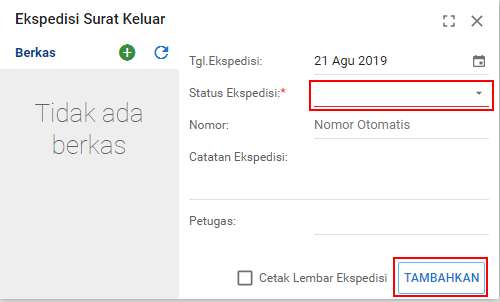 Ekspedisi Surat Keluar
Berkas
Tidak ada
berkas
Tgl.Ekspedisi: 21 Agu 2019
Status Ekspedisi:*
Nomor: Nomor Otomatis
Catatan Ekspedisi:
Petugas:
Cetak Lembar Ekspedisi TAMBAHKAN